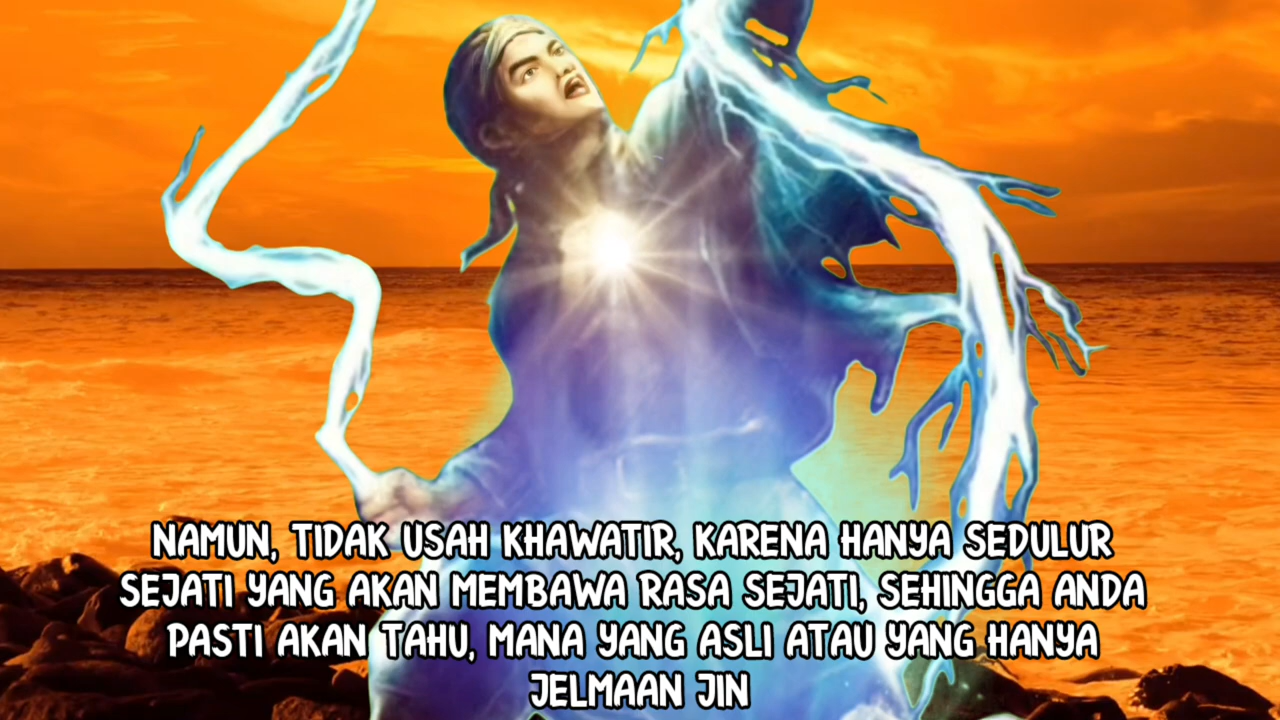 NAMUN, TIDAK USAH KHAWATIR, KARENA HANYA SEDULUR
SEJATI YANG AKAN MEMBAWA RASA SEJATI, SEHINGGA ANDA
PASTI AKAN TAHU, MANA YANG ASLI ATAU YANG HANYA
JELMAAN JIN